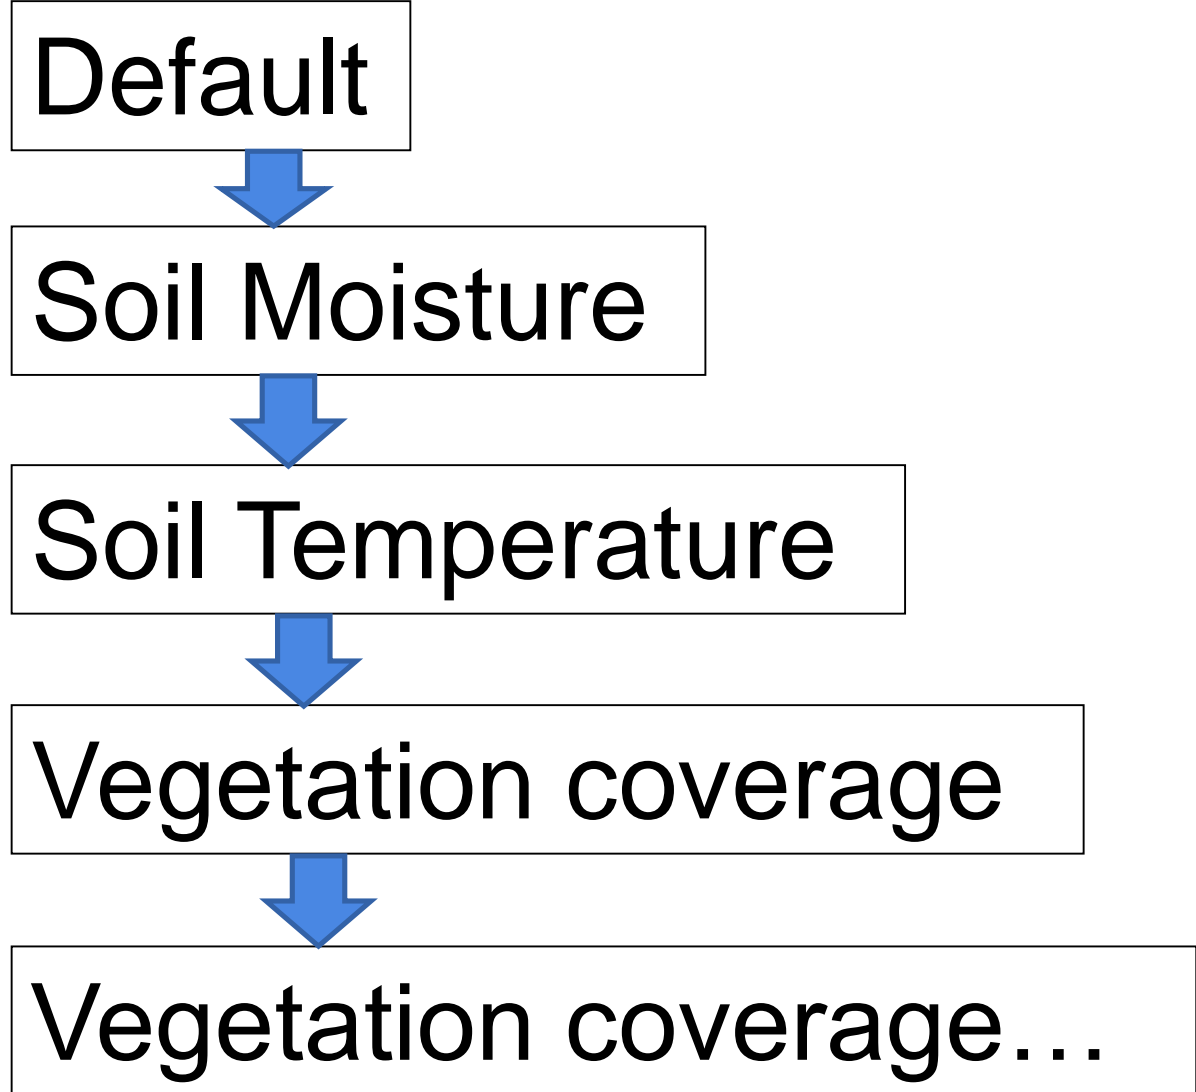 Default
Soil Moisture
Soil Temperature
Vegetation coverage
Vegetation coverage…